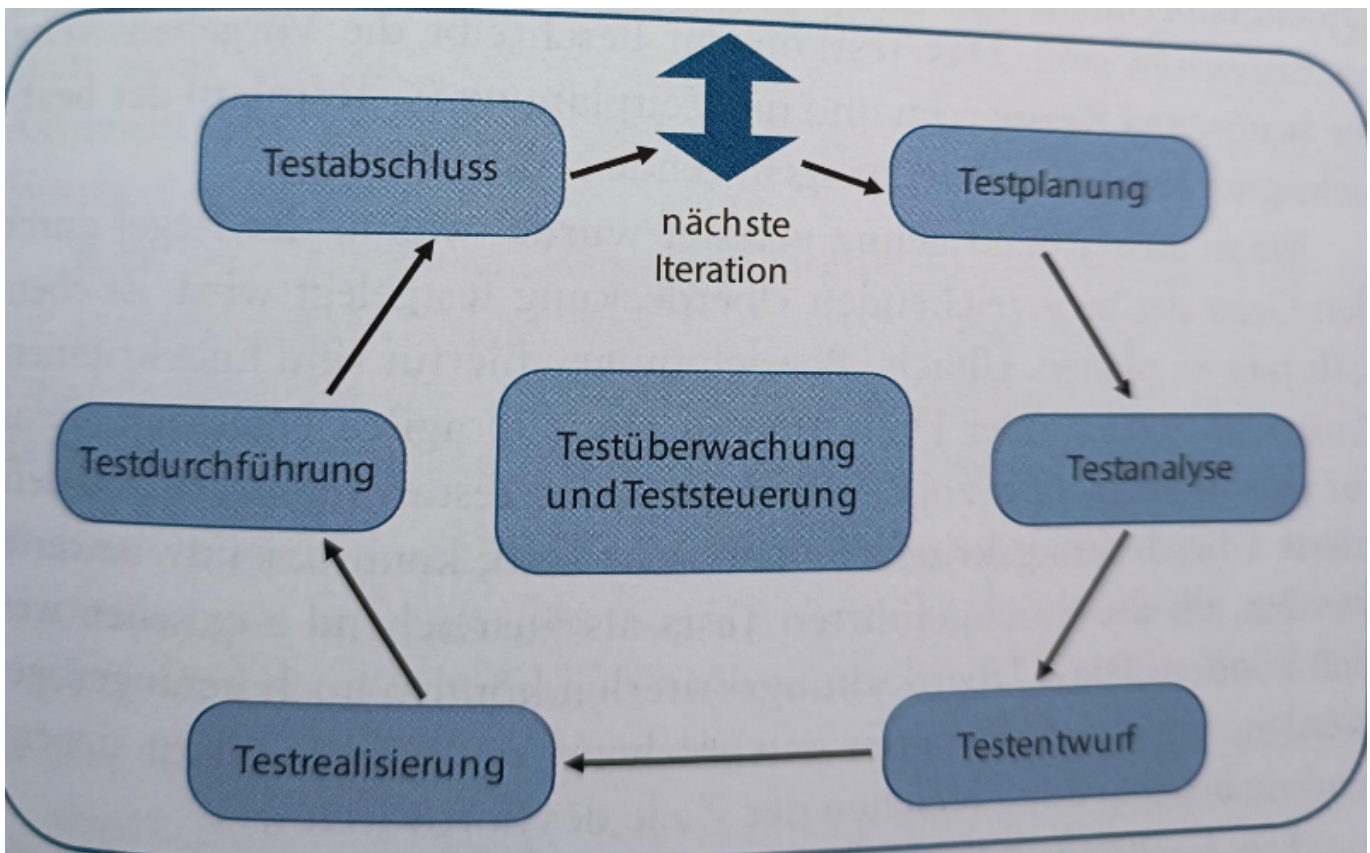 Testabschluss
nächste
Iteration
Testplanung
Testdurchführung
Testüberwachung
und Teststeuerung
Testanalyse
Testrealisierung
Testentwurf